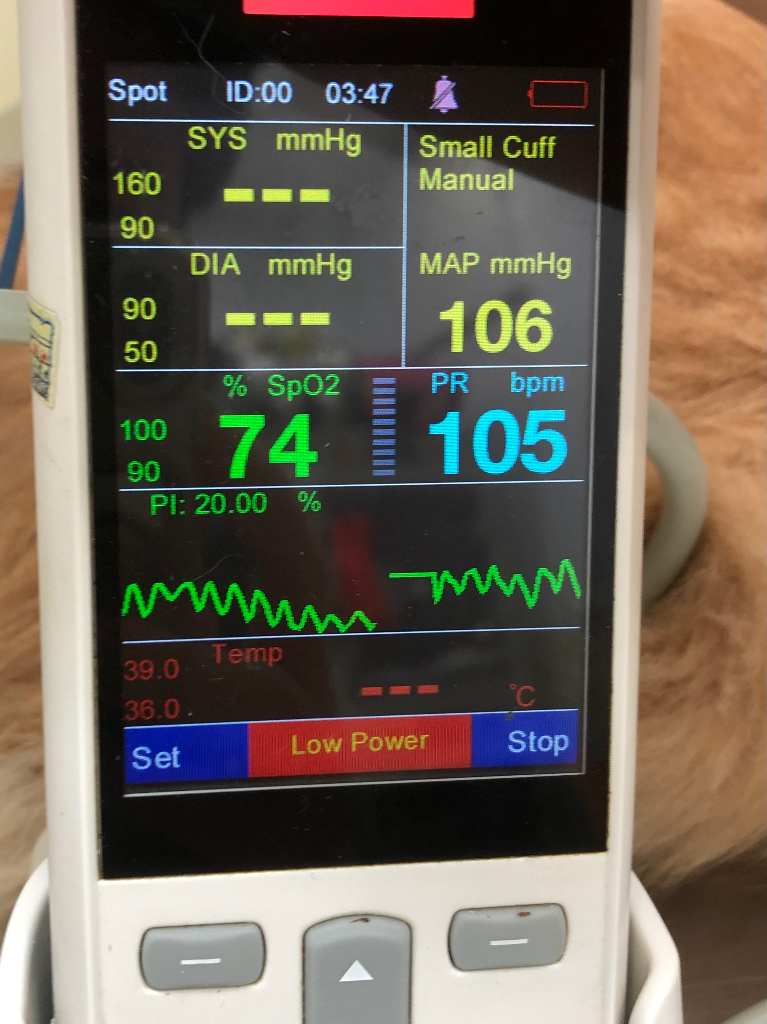 Spot ID:00 03:47
SYS mmHg
160
90
--- 
Small Cuff
Manual
DIA mmHg
90
50
---
MAP mmHg
106
% SpO2
100
90
74
PR bpm
105
PI: 20.00 %
Temp
39.0
36.0
---
°C
Set Low Power Stop